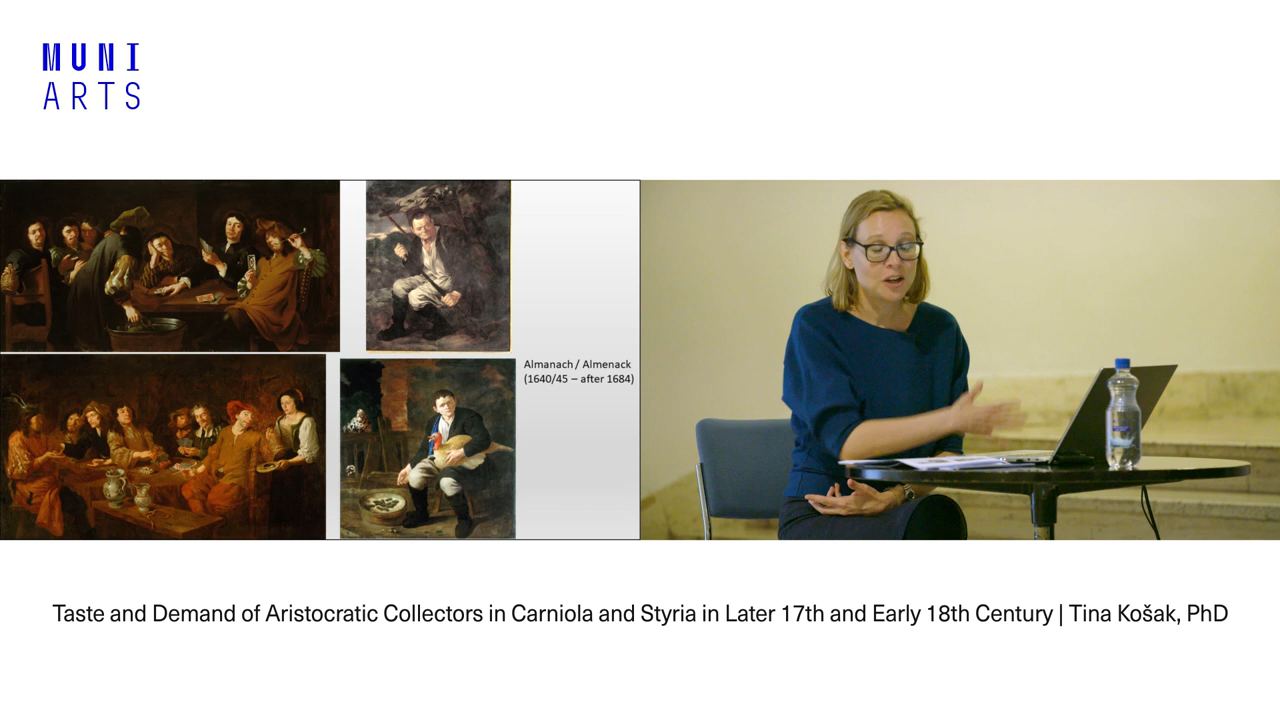 MUNI
ARTS
Almanach / Almenack
(1640/45 – after 1684)
Taste and Demand of Aristocratic Collectors in Carniola and Styria in Later 17th and Early 18th Century | Tina Košak, PhD